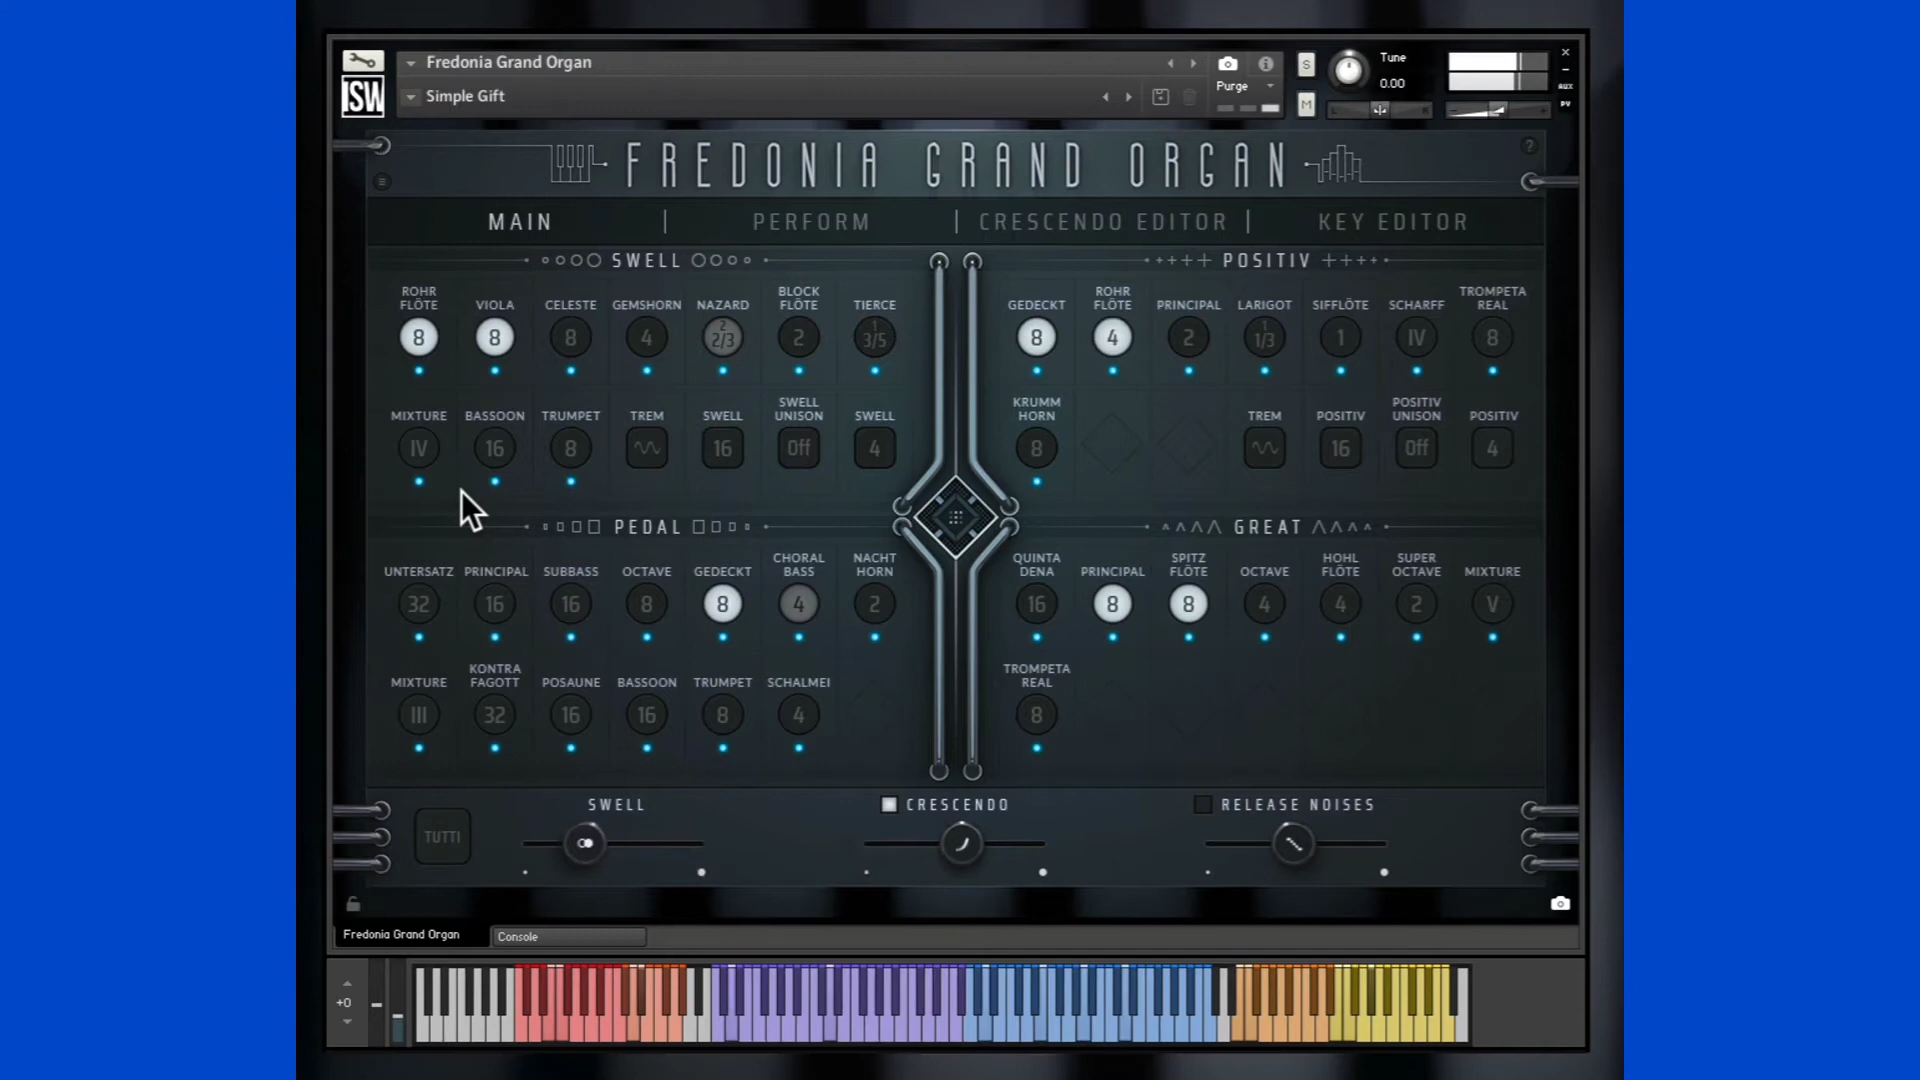 Fredonia Grand Organ
Simple Gift
ISW
Purge
S
M
Tune
0.00
AUX
PV
FREDONIA GRAND ORGAN
?
MAIN
PERFORM
CRESCENDO EDITOR
KEY EDITOR
SWELL
ROHR FLÖTE
VIOLA
CELESTE
GEMSHORN
NAZARD
BLOCK FLÖTE
TIERCE
8
8
8
4
2 2/3
2
1 3/5
MIXTURE
BASSOON
TRUMPET
TREM
SWELL
SWELL UNISON
SWELL
IV
16
8
16
Off
4
POSITIV
GEDECKT
ROHR FLÖTE
PRINCIPAL
LARIGOT
SIFFLÖTE
SCHARFF
TROMPETA REAL
8
4
2
1 1/3
1
IV
8
KRUMM HORN
TREM
POSITIV
POSITIV UNISON
POSITIV
8
16
Off
4
PEDAL
UNTERSATZ
PRINCIPAL
SUBBASS
OCTAVE
GEDECKT
CHORAL BASS
NACHT HORN
32
16
16
8
8
4
2
MIXTURE
KONTRA FAGOTT
POSAUNE
BASSOON
TRUMPET
SCHALMEI
III
32
16
16
8
4
GREAT
QUINTA DENA
PRINCIPAL
SPITZ FLÖTE
OCTAVE
HOHL FLÖTE
SUPER OCTAVE
MIXTURE
16
8
8
4
4
2
V
TROMPETA REAL
8
TUTTI
SWELL
CRESCENDO
RELEASE NOISES
Fredonia Grand Organ
Console
+0